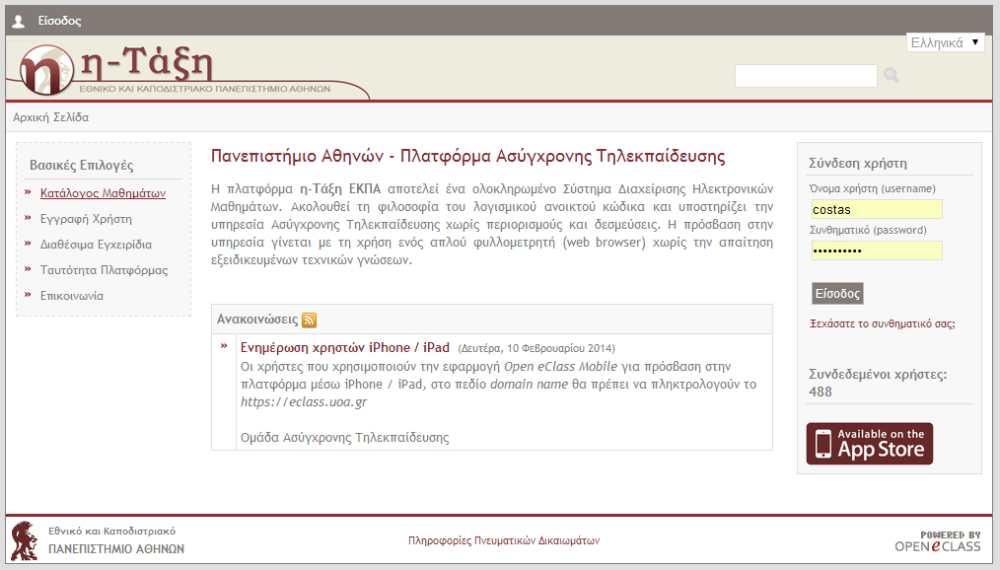 Είσοδος
Ελληνικά
η-Τάξη
ΕΘΝΙΚΟ ΚΑΙ ΚΑΠΟΔΙΣΤΡΙΑΚΟ ΠΑΝΕΠΙΣΤΗΜΙΟ ΑΘΗΝΩΝ
Αρχική Σελίδα
Βασικές Επιλογές
» Κατάλογος Μαθημάτων
» Εγγραφή Χρήστη
» Διαθέσιμα Εγχειρίδια
» Ταυτότητα Πλατφόρμας
» Επικοινωνία
Πανεπιστήμιο Αθηνών - Πλατφόρμα Ασύγχρονης Τηλεκπαίδευσης
Η πλατφόρμα η-Τάξη ΕΚΠΑ αποτελεί ένα ολοκληρωμένο Σύστημα Διαχείρισης Ηλεκτρονικών
Μαθημάτων. Ακολουθεί τη φιλοσοφία του λογισμικού ανοικτού κώδικα και υποστηρίζει την
υπηρεσία Ασύγχρονης Τηλεκπαίδευσης χωρίς περιορισμούς και δεσμεύσεις. Η πρόσβαση στην
υπηρεσία γίνεται με τη χρήση ενός απλού φυλλομετρητή (web browser) χωρίς την απαίτηση
εξειδικευμένων τεχνικών γνώσεων.
Ανακοινώσεις
» Ενημέρωση χρηστών iPhone / iPad (Δευτέρα, 10 Φεβρουαρίου 2014)
Οι χρήστες που χρησιμοποιούν την εφαρμογή Open eClass Mobile για πρόσβαση στην
πλατφόρμα μέσω iPhone / iPad, στο πεδίο domain name θα πρέπει να πληκτρολογούν το
https://eclass.uoa.gr
Ομάδα Ασύγχρονης Τηλεκπαίδευσης
Σύνδεση χρήστη
Όνομα χρήστη (username)
costas
Συνθηματικό (password)
••••••••••
Είσοδος
Ξεχάσατε το συνθηματικό σας;
Συνδεδεμένοι χρήστες:
488
Available on the
App Store
Εθνικό και Καποδιστριακό
ΠΑΝΕΠΙΣΤΗΜΙΟ ΑΘΗΝΩΝ
Πληροφορίες Πνευματικών Δικαιωμάτων
POWERED BY
OPEN eCLASS